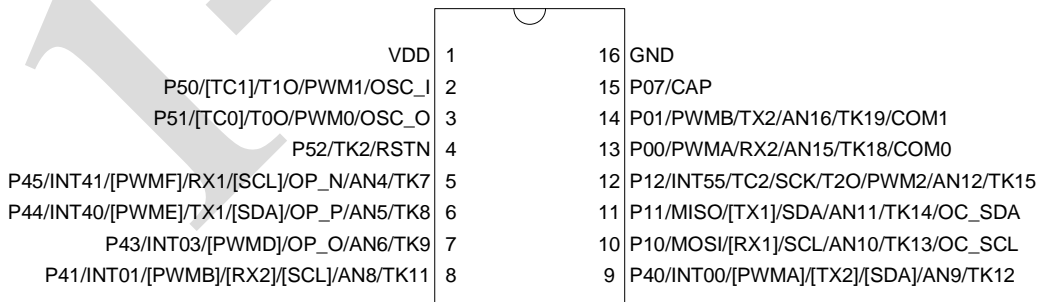 VDD 1 16 GND
P50/[TC1]/T1O/PWM1/OSC_I 2 15 P07/CAP
P51/[TC0]/T0O/PWM0/OSC_O 3 14 P01/PWMB/TX2/AN16/TK19/COM1
P52/TK2/RSTN 4 13 P00/PWMA/RX2/AN15/TK18/COM0
P45/INT41/[PWMF]/RX1/[SCL]/OP_N/AN4/TK7 5 12 P12/INT55/TC2/SCK/T2O/PWM2/AN12/TK15
P44/INT40/[PWME]/TX1/[SDA]/OP_P/AN5/TK8 6 11 P11/MISO/[TX1]/SDA/AN11/TK14/OC_SDA
P43/INT03/[PWMD]/OP_O/AN6/TK9 7 10 P10/MOSI/[RX1]/SCL/AN10/TK13/OC_SCL
P41/INT01/[PWMB]/[RX2]/[SCL]/AN8/TK11 8 9 P40/INT00/[PWMA]/[TX2]/[SDA]/AN9/TK12